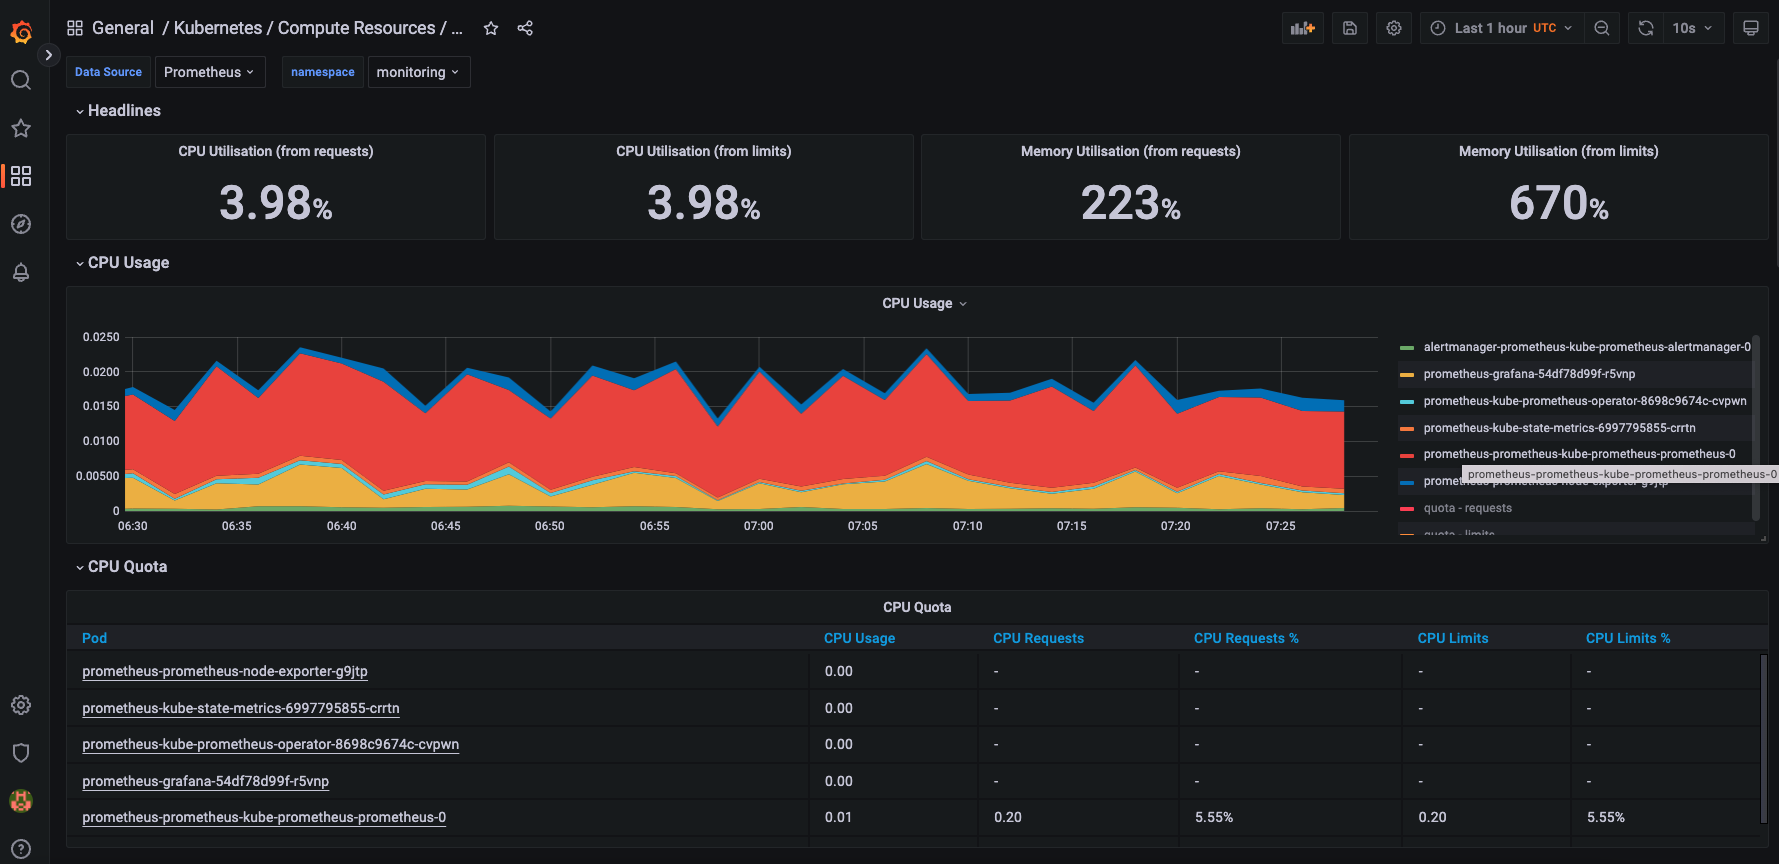 General / Kubernetes / Compute Resources / ...
Last 1 hour UTC
10s
Data Source Prometheus namespace monitoring
Headlines
CPU Utilisation (from requests)
3.98%
CPU Utilisation (from limits)
3.98%
Memory Utilisation (from requests)
223%
Memory Utilisation (from limits)
670%
CPU Usage
CPU Usage
0.0250
0.0200
0.0150
0.0100
0.00500
0
06:30 06:35 06:40 06:45 06:50 06:55 07:00 07:05 07:10 07:15 07:20 07:25
alertmanager-prometheus-kube-prometheus-alertmanager-0
prometheus-grafana-54df78d99f-r5vnp
prometheus-kube-prometheus-operator-8698c9674c-cvpwn
prometheus-kube-state-metrics-6997795855-crrtn
prometheus-prometheus-kube-prometheus-prometheus-0
prometheus-prometheus-kube-prometheus-prometheus-0
prometheus-prometheus-node-exporter-g9jtp
quota - requests
quota - limits
CPU Quota
CPU Quota
Pod CPU Usage CPU Requests CPU Requests % CPU Limits CPU Limits %
prometheus-prometheus-node-exporter-g9jtp 0.00 - - - -
prometheus-kube-state-metrics-6997795855-crrtn 0.00 - - - -
prometheus-kube-prometheus-operator-8698c9674c-cvpwn 0.00 - - - -
prometheus-grafana-54df78d99f-r5vnp 0.00 - - - -
prometheus-prometheus-kube-prometheus-prometheus-0 0.01 0.20 5.55% 0.20 5.55%